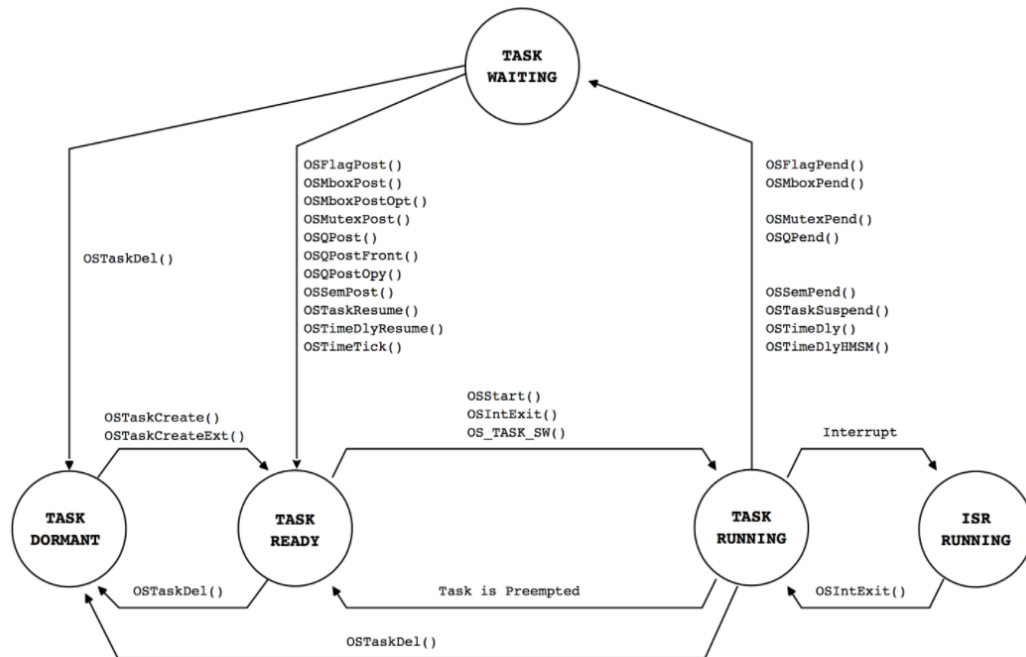 TASK
WAITING
OSFlagPost()
OSMboxPost()
OSMboxPostOpt()
OSMutexPost()
OSQPost()
OSQPostFront()
OSQPostOpy()
OSSemPost()
OSTaskResume()
OSTimeDlyResume()
OSTimeTick()
OSFlagPend()
OSMboxPend()
OSMutexPend()
OSQPend()
OSSemPend()
OSTaskSuspend()
OSTimeDly()
OSTimeDlyHMSM()
OSTaskDel()
OSTaskCreate()
OSTaskCreateExt()
OSStart()
OSIntExit()
OS_TASK_SW()
Interrupt
TASK
DORMANT
TASK
READY
TASK
RUNNING
ISR
RUNNING
OSTaskDel()
Task is Preempted
OSIntExit()
OSTaskDel()